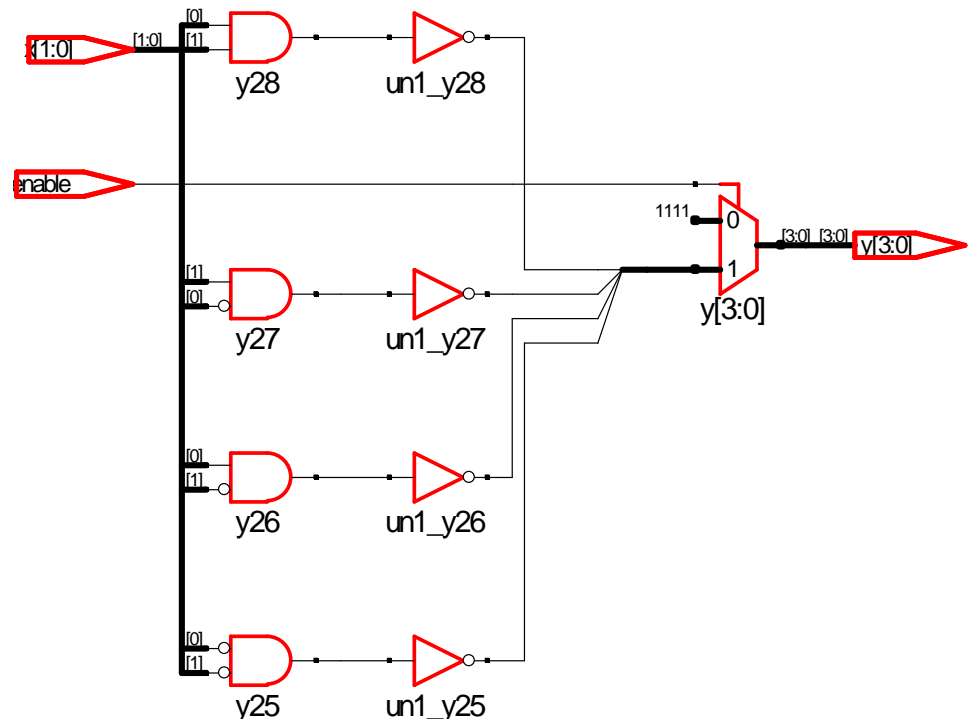 [0]
x[1:0]
[1:0]
[1]
y28
un1_y28
enable
1111
0
[3:0]
[3:0]
y[3:0]
1
[1]
[0]
y[3:0]
y27
un1_y27
[0]
[1]
y26
un1_y26
[0]
[1]
y25
un1_y25